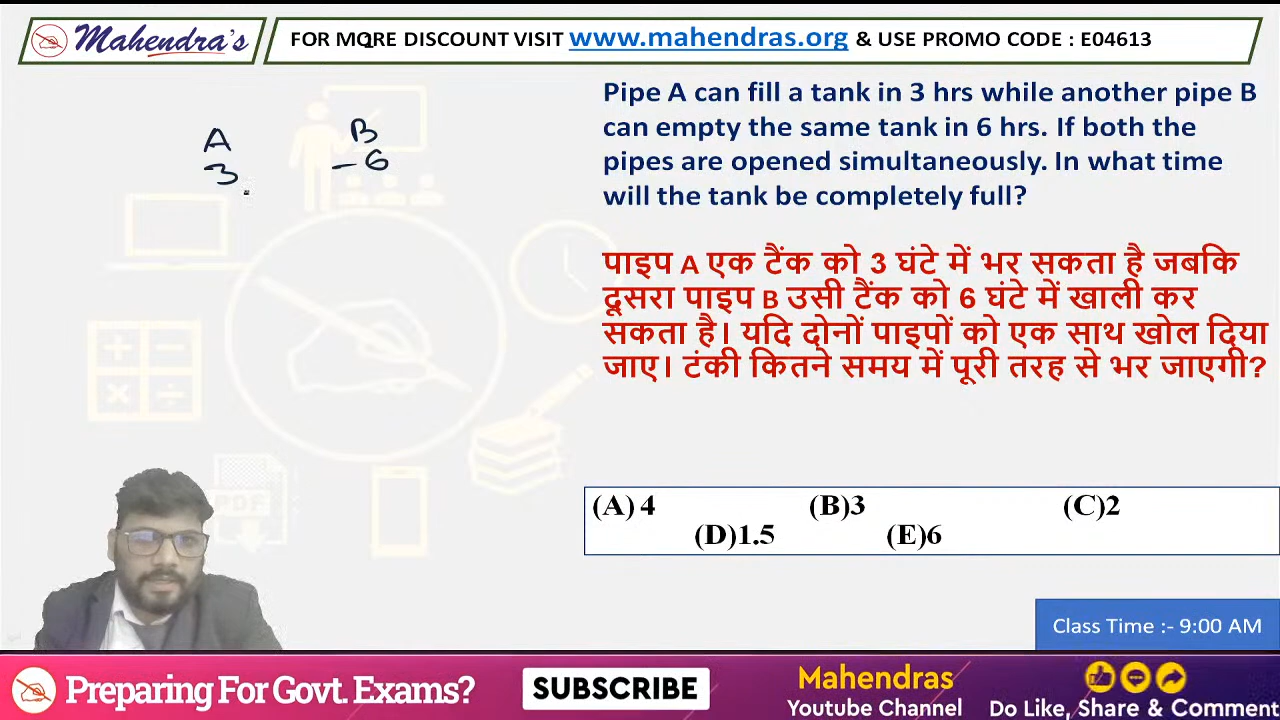 Mahendra's
FOR MORE DISCOUNT VISIT www.mahendras.org & USE PROMO CODE : E04613
Pipe A can fill a tank in 3 hrs while another pipe B
can empty the same tank in 6 hrs. If both the
pipes are opened simultaneously. In what time
will the tank be completely full?
A B
3 -6
पाइप A एक टैंक को 3 घंटे में भर सकता है जबकि
दूसरा पाइप B उसी टैंक को 6 घंटे में खाली कर
सकता है। यदि दोनों पाइपों को एक साथ खोल दिया
जाए। टंकी कितने समय में पूरी तरह से भर जाएगी?
PDF
(A) 4 (B)3 (C)2
(D)1.5 (E)6
Class Time :- 9:00 AM
Preparing For Govt. Exams?
SUBSCRIBE
Mahendras
Youtube Channel
Do Like, Share & Comment